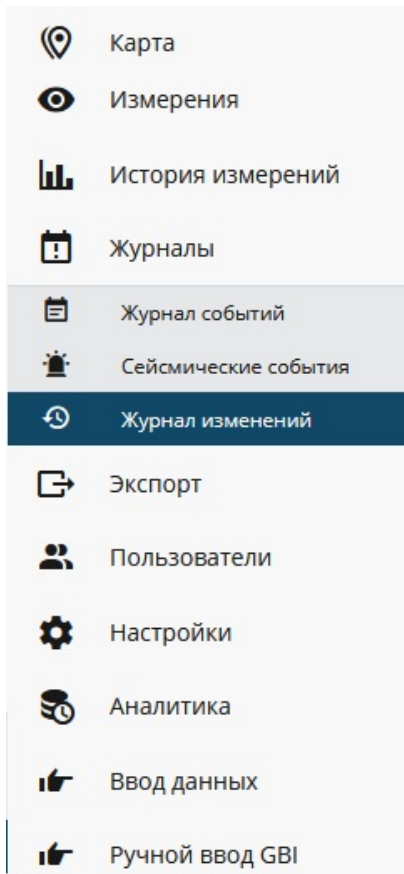 Карта
Измерения
История измерений
Журналы
Журнал событий
Сейсмические события
Журнал изменений
Экспорт
Пользователи
Настройки
Аналитика
Ввод данных
Ручной ввод GBI